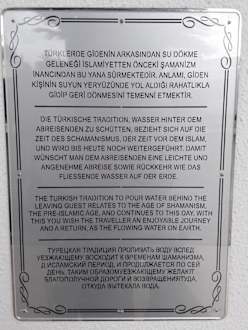 TÜRKLERDE GİDENİN ARKASINDAN SU DÖKME
GELENEĞİ İSLAMİYETTEN ÖNCEKİ ŞAMANİZM
İNANCINDAN BU YANA SÜRMEKTEDİR. ANLAMI, GİDEN
KİŞİNİN SUYUN YERYÜZÜNDE YOL ALDIĞI RAHATLIKLA
GİDİP GERİ DÖNMESİNİ TEMENNİ ETMEKTİR.
DIE TÜRKISCHE TRADITION, WASSER HINTER DEM
ABREISENDEN ZU SCHÜTTEN, BEZIEHT SICH AUF DIE
ZEIT DES SCHAMANISMUS, DER ZEIT VOR DEM ISLAM,
UND WIRD BIS HEUTE NOCH WEITERGEFÜHRT. DAMIT
WÜNSCHT MAN DEM ABREISENDEN EINE LEICHTE UND
ANGENEHME ABREISE SOWIE RÜCKKEHR WIE DAS
FLIESSENDE WASSER AUF DER ERDE.
THE TURKISH TRADITION TO POUR WATER BEHIND THE
LEAVING GUEST RELATES TO THE AGE OF SHAMANISM,
THE PRE-ISLAMIC AGE, AND CONTINUES TO THIS DAY, WITH
THIS YOU WISH THE TRAVELLER AN ENJOYABLE JOURNEY
AND A RETURN, AS THE FLOWING WATER ON EARTH.
ТУРЕЦКАЯ ТРАДИЦИЯ ПРОЛИВАТЬ ВОДУ ВСЛЕД
УЕЗЖАЮЩЕМУ ВОСХОДИТ К ВРЕМЕНАМ ШАМАНИЗМА,
ДИСЛАМСКИЙ ПЕРИОД, И ПРОДОЛЖАЕТСЯ ПО СЕЙ
ДЕНЬ, ТАКИМ ОБРАЗОМ УЕЗЖАЮЩЕМУ ЖЕЛАЮТ
БЛАГОПОЛУЧНОЙ ДОРОГИ И ВОЗВРАЩЕНИЯ ТУДА,
ОТКУДА ВЫТЕКАЛА ВОДА.